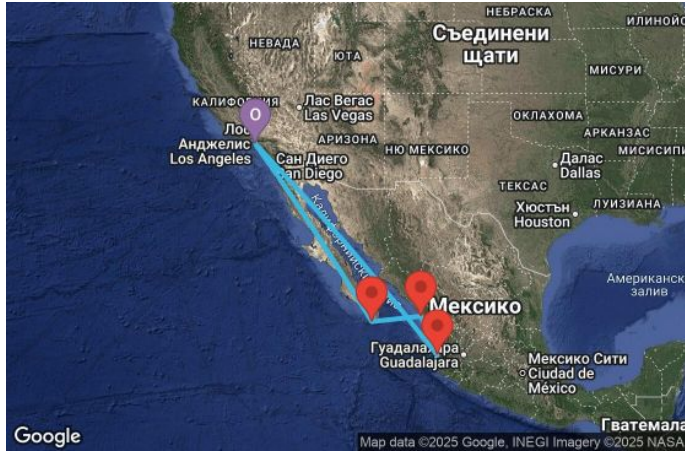 НЕБРАСКА
ИЛИНОЙС
Съединени
щати
НЕВАДА
ЮТА
МИСУРИ
КАЛИФОРНИЯ
Лас Вегас
Las Vegas
ОКЛАХОМА
O
Лос
Анджелис
Los Angeles
АРИЗОНА
НЮ МЕКСИКО
АРКАНЗАС
МИСИСИПИ
Сан Диего
San Diego
Далас
Dallas
ТЕКСАС
Хюстън
Houston
ЛУИЗИАНА
Американск
залив
Мексико
Гуадалахара
Guadalajara
Мексико Сити
Ciudad de
México
Гватемала
Google
Map data ©2025 Google, INEGI Imagery ©2025 NASA